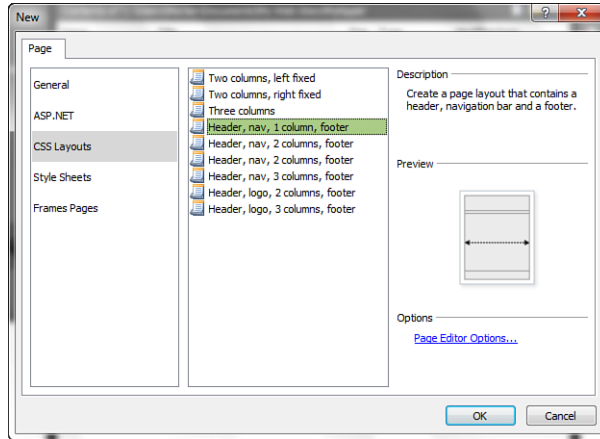 New
Page
General
ASP.NET
CSS Layouts
Style Sheets
Frames Pages
Two columns, left fixed
Two columns, right fixed
Three columns
Header, nav, 1 column, footer
Header, nav, 2 columns, footer
Header, nav, 2 columns, footer
Header, nav, 3 columns, footer
Header, logo, 2 columns, footer
Header, logo, 3 columns, footer
Description
Create a page layout that contains a
header, navigation bar and a footer.
Preview
Options
Page Editor Options...
OK
Cancel